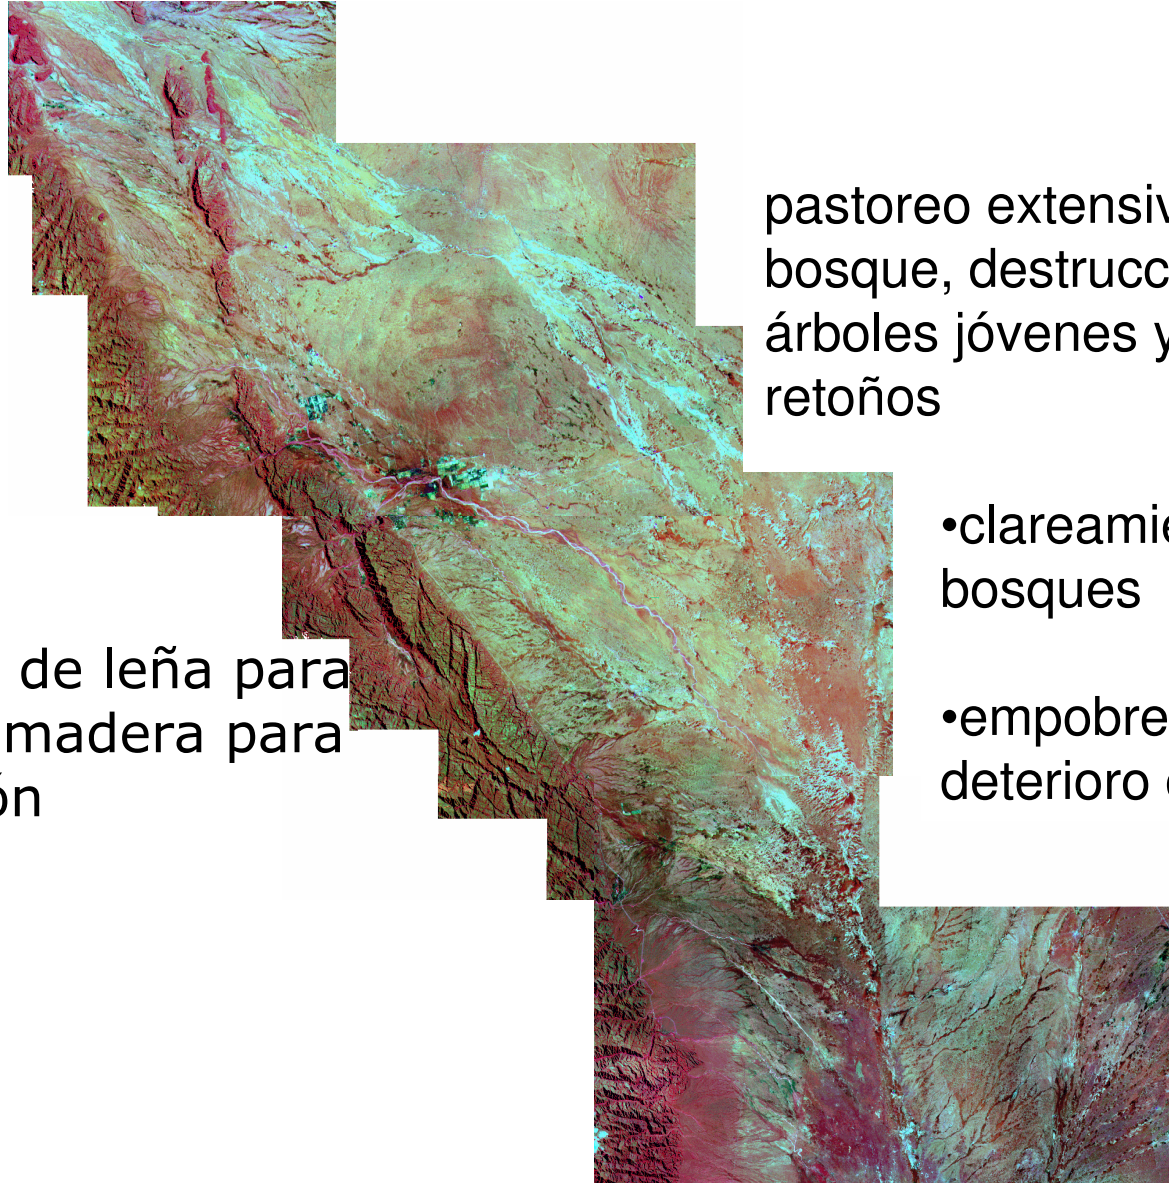 pastoreo extensiv
bosque, destrucc
árboles jóvenes y
retoños
•clareamie
bosques
de leña para
madera para
ón
•empobre
deterioro